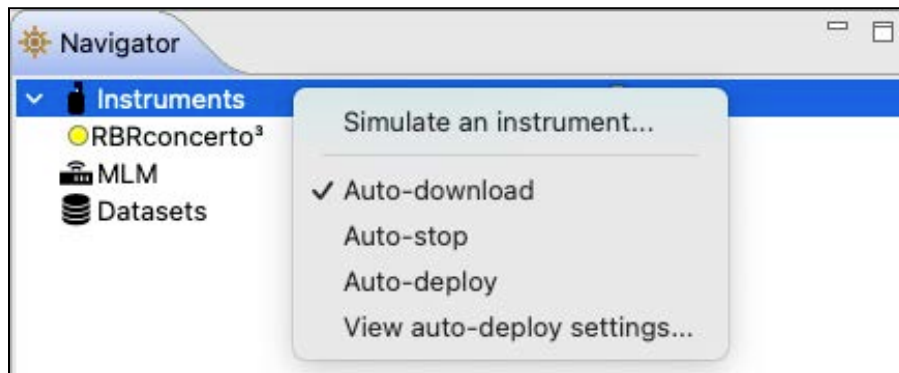 Navigator
Instruments
RBRconcerto³
MLM
Datasets
Simulate an instrument...
✓ Auto-download
Auto-stop
Auto-deploy
View auto-deploy settings...